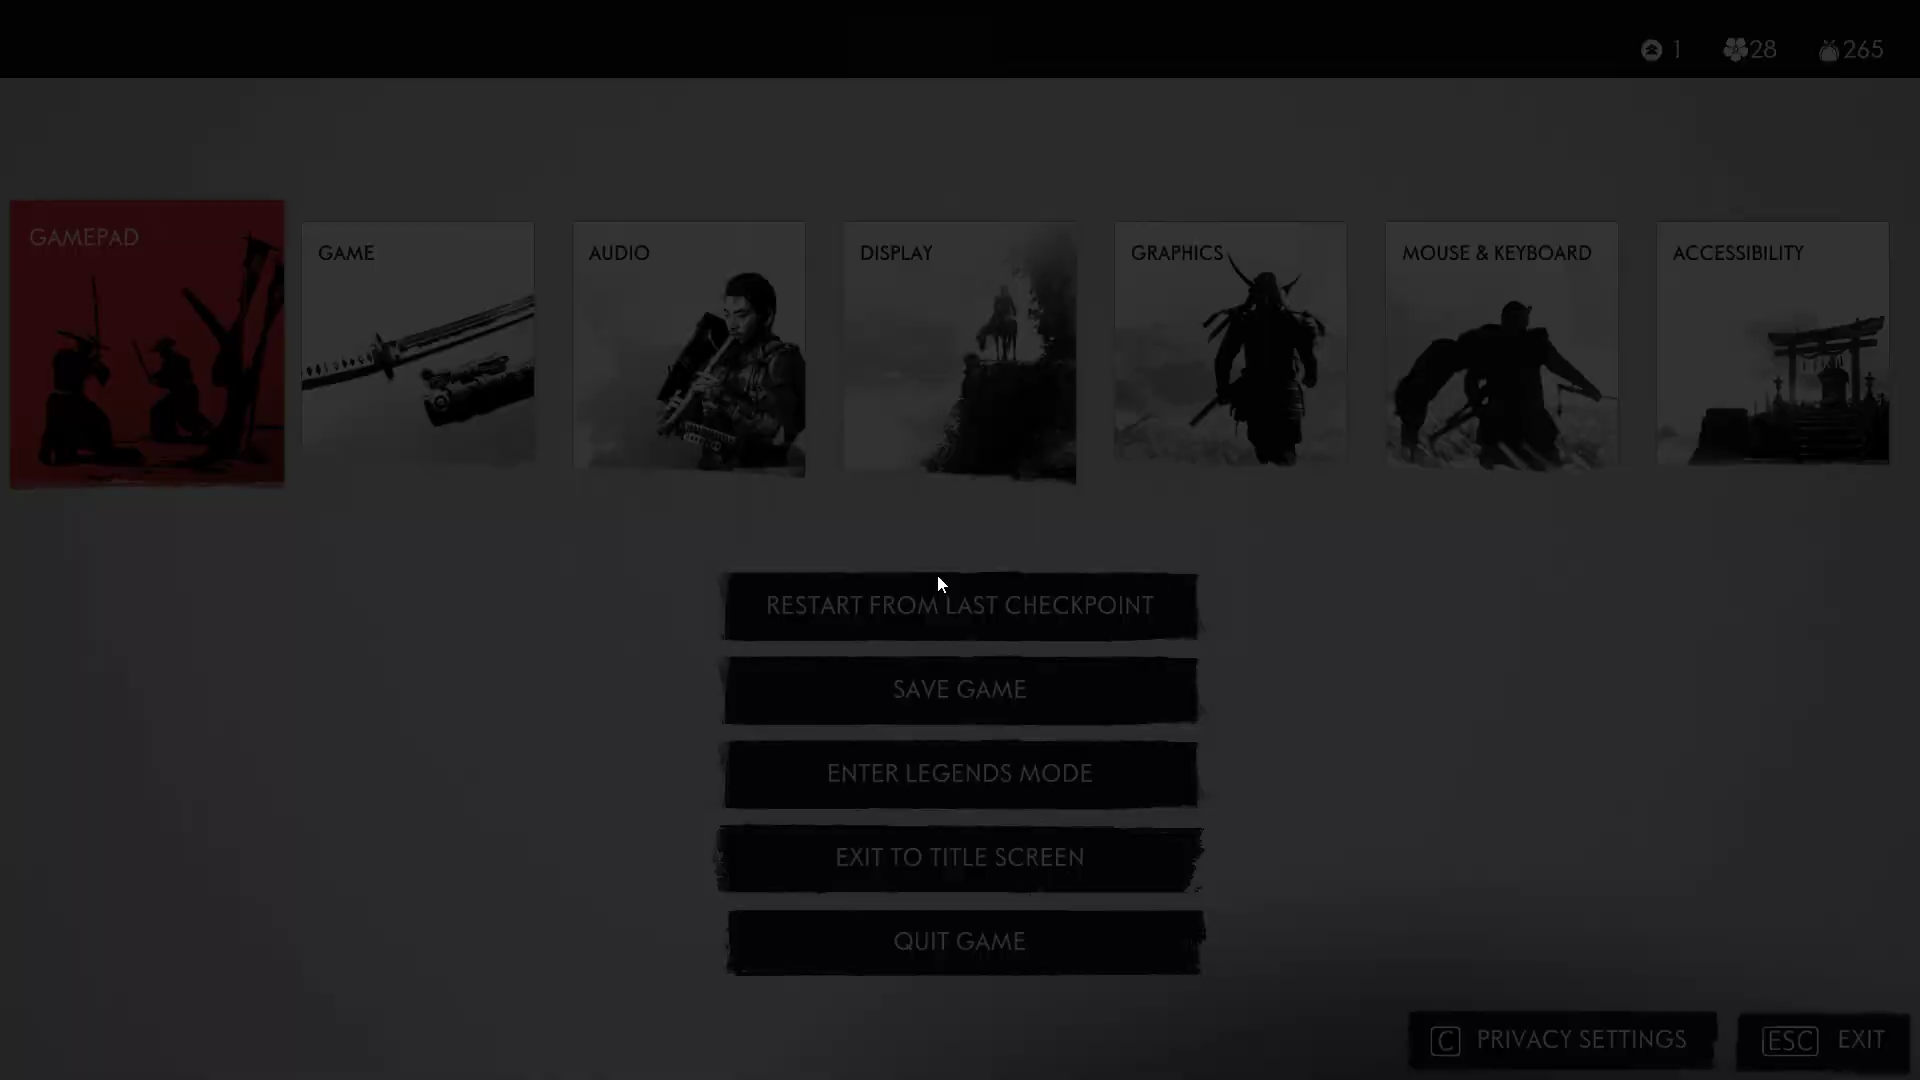 1 28 265
GAMEPAD
GAME
AUDIO
DISPLAY
GRAPHICS
MOUSE & KEYBOARD
ACCESSIBILITY
RESTART FROM LAST CHECKPOINT
SAVE GAME
ENTER LEGENDS MODE
EXIT TO TITLE SCREEN
QUIT GAME
C PRIVACY SETTINGS ESC EXIT